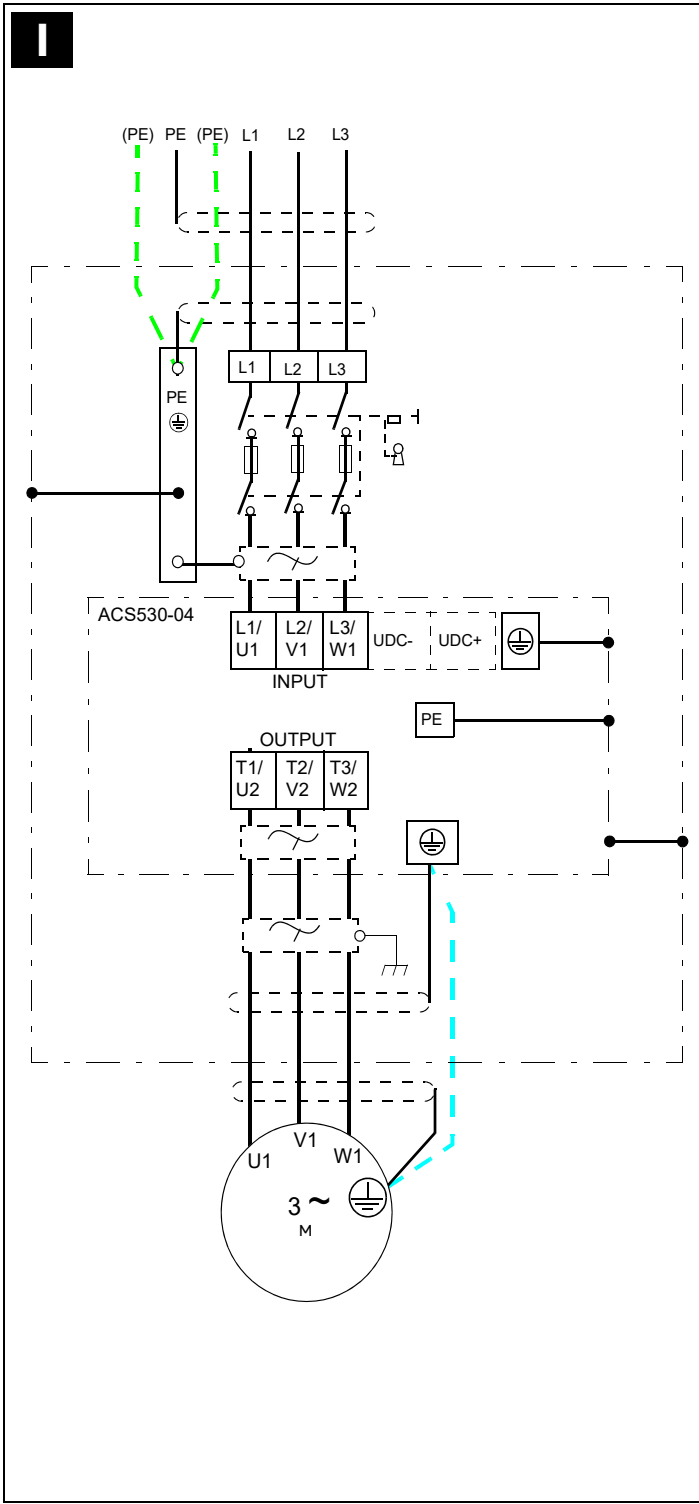 I
(PE) PE (PE) L1 L2 L3
L1 L2 L3
PE
ACS530-04
L1/ L2/ L3/
U1 V1 W1
UDC- UDC+
INPUT
PE
OUTPUT
T1/ T2/ T3/
U2 V2 W2
U1 V1 W1
3 ~
M